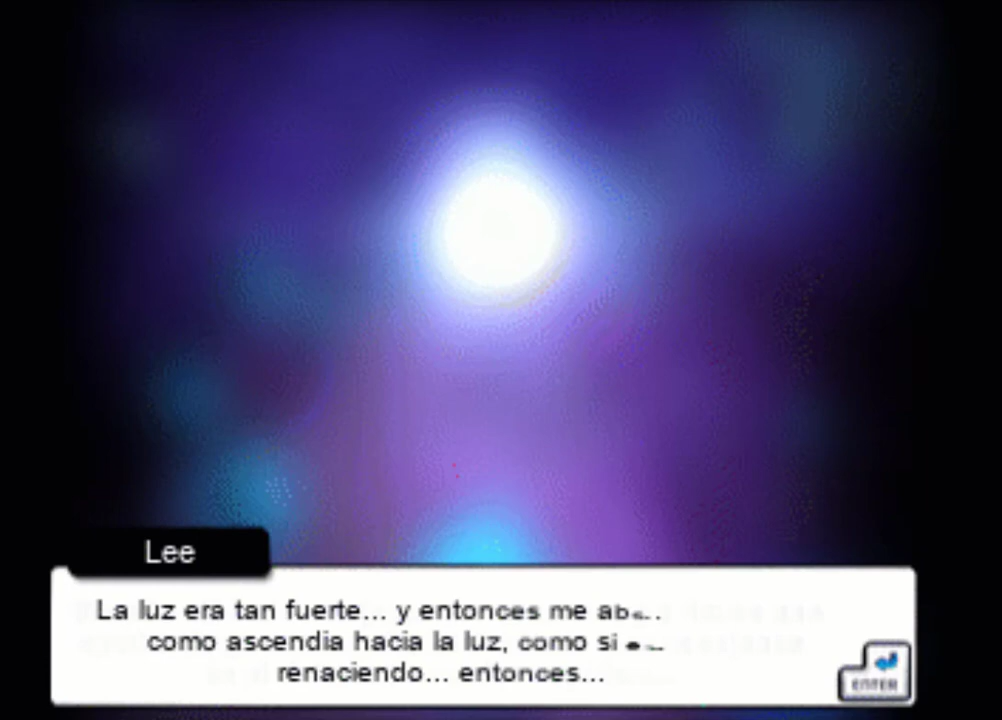 Lee
La luz era tan fuerte... y entonces me
como ascendia hacia la luz, como si
renaciendo... entonces...
ENTER